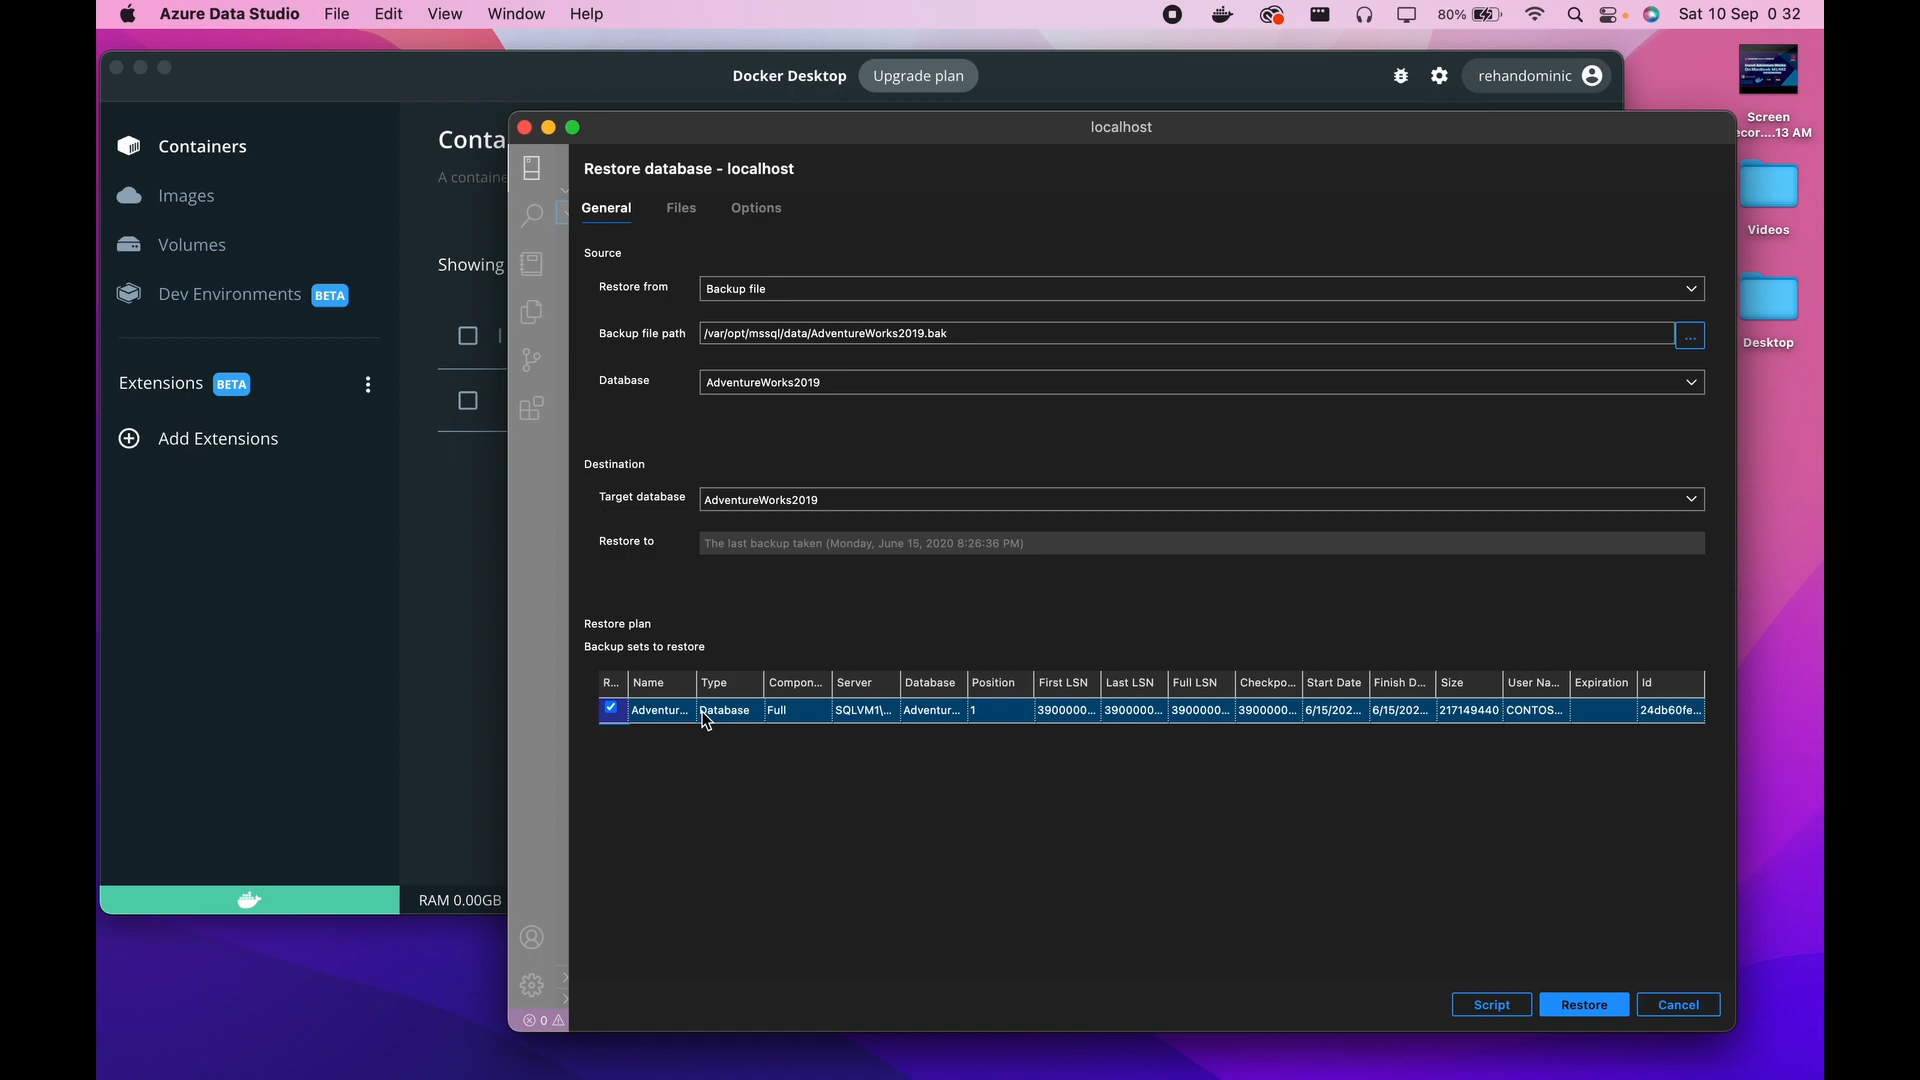 Azure Data Studio File Edit View Window Help
80% Sat 10 Sep 0 32
Docker Desktop Upgrade plan
rehandominic
Containers
Images
Volumes
Dev Environments BETA
Extensions BETA
Add Extensions
Conta
A containe
Showing
RAM 0.00GB
localhost
Restore database - localhost
General Files Options
Source
Restore from Backup file
Backup file path /var/opt/mssql/data/AdventureWorks2019.bak ...
Database AdventureWorks2019
Destination
Target database AdventureWorks2019
Restore to The last backup taken (Monday, June 15, 2020 8:26:36 PM)
Restore plan
Backup sets to restore
R... Name Type Compon... Server Database Position First LSN Last LSN Full LSN Checkpo... Start Date Finish D... Size User Na... Expiration Id
Adventur... Database Full SQLVM1\... Adventur... 1 3900000... 3900000... 3900000... 3900000... 6/15/202... 6/15/202... 217149440 CONTOS... 24db60fe...
Script Restore Cancel
0
Screen
ecor....13 AM
Videos
Desktop